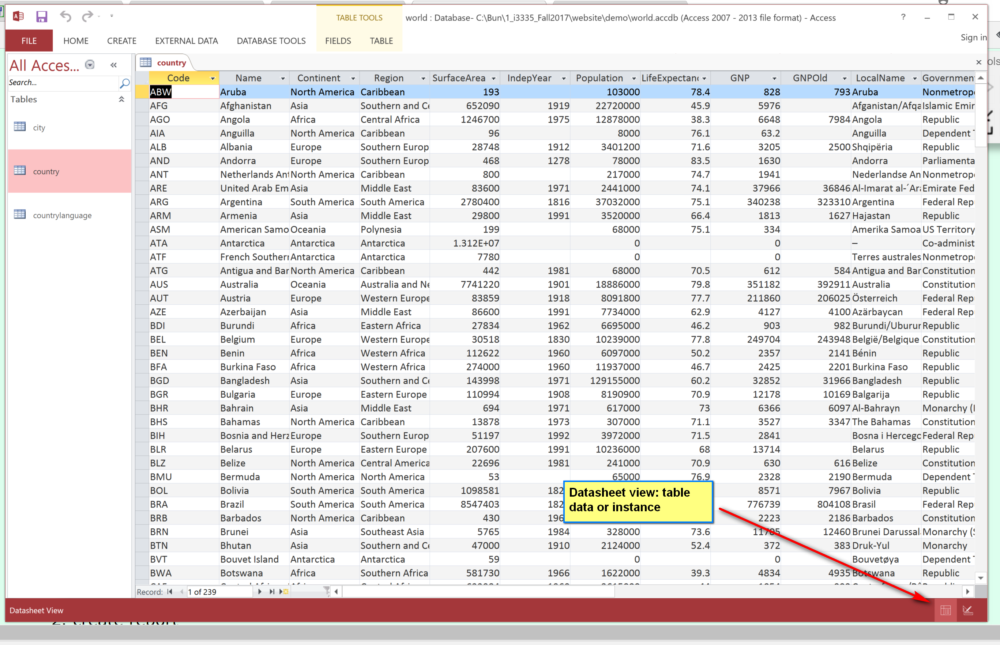 TABLE TOOLS
world : Database- C:\Bun\1_i3335_Fall2017\website\demo\world.accdb (Access 2007 - 2013 file format) - Access
?
FILE HOME CREATE EXTERNAL DATA DATABASE TOOLS FIELDS TABLE Sign in
All Acces... «
Search...
Tables
city
country
countrylanguage
country
Code Name Continent Region SurfaceArea IndepYear Population LifeExpectanc GNP GNPOld LocalName Governmen
ABW Aruba North America Caribbean 193 103000 78.4 828 793 Aruba Nonmetrop
AFG Afghanistan Asia Southern and Ce 652090 1919 22720000 45.9 5976 Afganistan/Afqa Islamic Emir
AGO Angola Africa Central Africa 1246700 1975 12878000 38.3 6648 7984 Angola Republic
AIA Anguilla North America Caribbean 96 8000 76.1 63.2 Anguilla Dependent T
ALB Albania Europe Southern Europ 28748 1912 3401200 71.6 3205 2500 Shqipëria Republic
AND Andorra Europe Southern Europ 468 1278 78000 83.5 1630 Andorra Parliamenta
ANT Netherlands Ant North America Caribbean 800 217000 74.7 1941 Nederlandse An Nonmetrop
ARE United Arab Em Asia Middle East 83600 1971 2441000 74.1 37966 36846 Al-Imarat al-´Ara Emirate Fed
ARG Argentina South America South America 2780400 1816 37032000 75.1 340238 323310 Argentina Federal Rep
ARM Armenia Asia Middle East 29800 1991 3520000 66.4 1813 1627 Hajastan Republic
ASM American Samo Oceania Polynesia 199 68000 75.1 334 Amerika Samoa US Territory
ATA Antarctica Antarctica Antarctica 1.312E+07 0 0 – Co-administ
ATF French Southern Antarctica Antarctica 7780 0 0 Terres australes Nonmetrop
ATG Antigua and Bar North America Caribbean 442 1981 68000 70.5 612 584 Antigua and Bar Constitution
AUS Australia Oceania Australia and Ne 7741220 1901 18886000 79.8 351182 392911 Australia Constitution
AUT Austria Europe Western Europe 83859 1918 8091800 77.7 211860 206025 Österreich Federal Rep
AZE Azerbaijan Asia Middle East 86600 1991 7734000 62.9 4127 4100 Azärbaycan Federal Rep
BDI Burundi Africa Eastern Africa 27834 1962 6695000 46.2 903 982 Burundi/Uburur Republic
BEL Belgium Europe Western Europe 30518 1830 10239000 77.8 249704 243948 België/Belgique Constitution
BEN Benin Africa Western Africa 112622 1960 6097000 50.2 2357 2141 Bénin Republic
BFA Burkina Faso Africa Western Africa 274000 1960 11937000 46.7 2425 2201 Burkina Faso Republic
BGD Bangladesh Asia Southern and Ce 143998 1971 129155000 60.2 32852 31966 Bangladesh Republic
BGR Bulgaria Europe Eastern Europe 110994 1908 8190900 70.9 12178 10169 Balgarija Republic
BHR Bahrain Asia Middle East 694 1971 617000 73 6366 6097 Al-Bahrayn Monarchy (
BHS Bahamas North America Caribbean 13878 1973 307000 71.1 3527 3347 The Bahamas Constitution
BIH Bosnia and Herz Europe Southern Europ 51197 1992 3972000 71.5 2841 Bosna i Hercegc Federal Rep
BLR Belarus Europe Eastern Europe 207600 1991 10236000 68 13714 Belarus Republic
BLZ Belize North America Central America 22696 1981 241000 70.9 630 616 Belize Constitution
BMU Bermuda North America North America 53 65000 76.9 2328 2190 Bermuda Dependent T
BOL Bolivia South America South America 1098581 182 8571 7967 Bolivia Republic
BRA Brazil South America South America 8547403 182 776739 804108 Brasil Federal Rep
BRB Barbados North America Caribbean 430 196 2223 2186 Barbados Constitution
BRN Brunei Asia Southeast Asia 5765 1984 328000 73.6 11705 12460 Brunei Darussal Monarchy (S
BTN Bhutan Asia Southern and Ce 47000 1910 2124000 52.4 372 383 Druk-Yul Monarchy
BVT Bouvet Island Antarctica Antarctica 59 0 0 Bouvetøya Dependent T
BWA Botswana Africa Southern Africa 581730 1966 1622000 39.3 4834 4935 Botswana Republic
Datasheet view: table
data or instance
Record: 1 of 239
Datasheet View